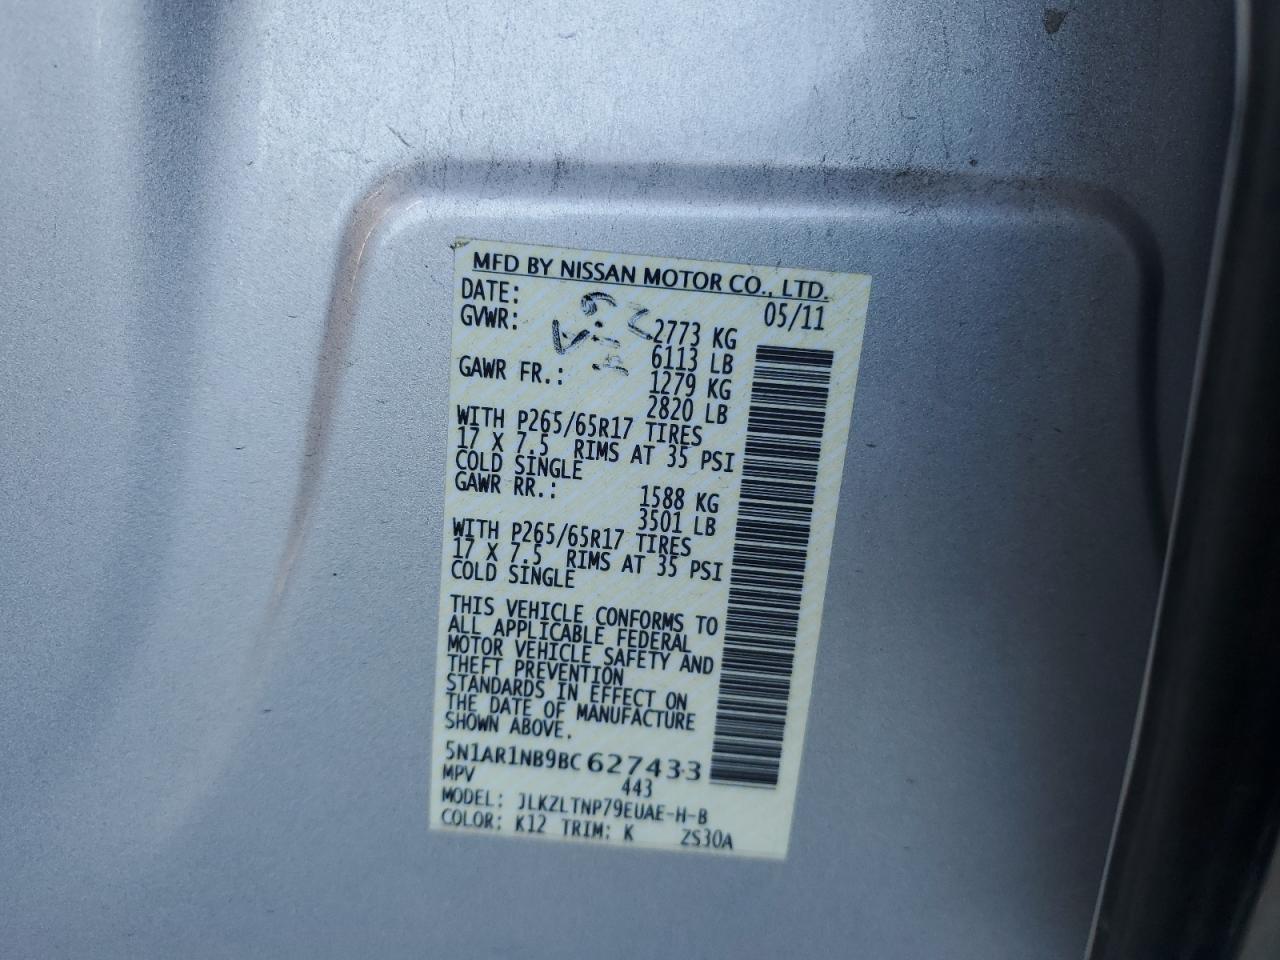 MFD BY NISSAN MOTOR CO., LTD.
DATE: 05/11
GVWR: 2773 KG
6113 LB
GAWR FR.: 1279 KG
2820 LB
WITH P265/65R17 TIRES
17 X 7.5 RIMS AT 35 PSI
COLD SINGLE
GAWR RR.: 1588 KG
3501 LB
WITH P265/65R17 TIRES
17 X 7.5 RIMS AT 35 PSI
COLD SINGLE
THIS VEHICLE CONFORMS TO
ALL APPLICABLE FEDERAL
MOTOR VEHICLE SAFETY AND
THEFT PREVENTION
STANDARDS IN EFFECT ON
THE DATE OF MANUFACTURE
SHOWN ABOVE.
5N1AR1NB9BC627433
MPV 443
MODEL: JLKZLTNP79EUAE-H-B
COLOR: K12 TRIM: K ZS30A